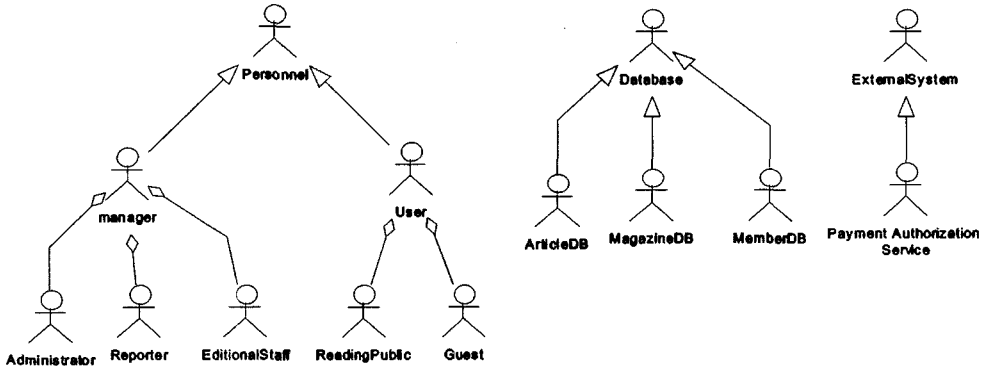 Personnel
Database
ExternalSystem
manager
User
ArticleDB
MagazineDB
MemberDB
Payment Authorization
Service
Administrator
Reporter
EditionalStaff
ReadingPublic
Guest